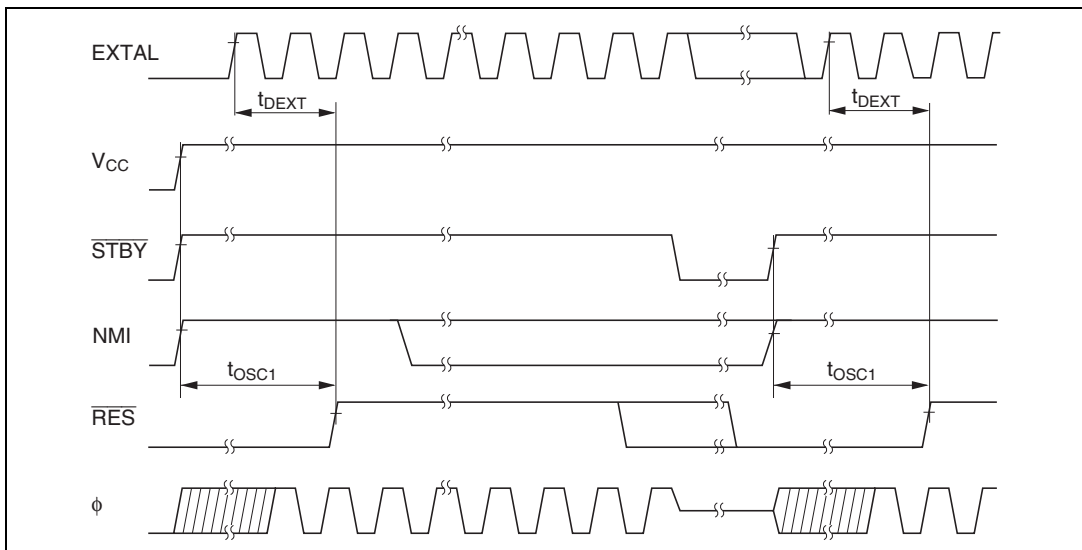 EXTAL
tDEXT
tDEXT
VCC
STBY
NMI
tOSC1
tOSC1
RES
ϕ